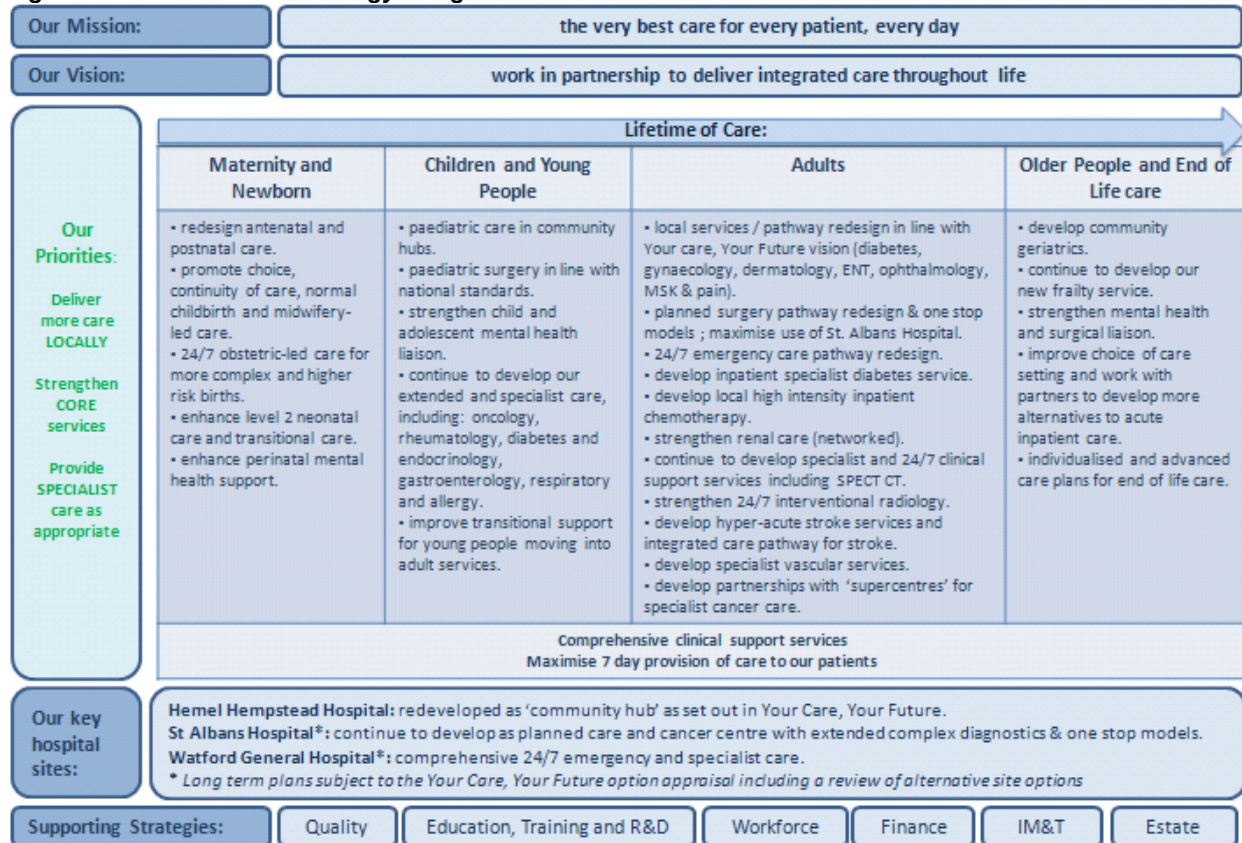 Our Mission:
the very best care for every patient, every day
Our Vision:
work in partnership to deliver integrated care throughout life
Our
Priorities:
Deliver
more care
LOCALLY
Strengthen
CORE
services
Provide
SPECIALIST
care as
appropriate
Lifetime of Care:
Maternity and
Newborn
• redesign antenatal and
postnatal care.
• promote choice,
continuity of care, normal
childbirth and midwifery-
led care.
• 24/7 obstetric-led care for
more complex and higher
risk births.
• enhance level 2 neonatal
care and transitional care.
• enhance perinatal mental
health support.
Children and Young
People
• paediatric care in community
hubs.
• paediatric surgery in line with
national standards.
• strengthen child and
adolescent mental health
liaison.
• continue to develop our
extended and specialist care,
including: oncology,
rheumatology, diabetes and
endocrinology,
gastroenterology, respiratory
and allergy.
• improve transitional support
for young people moving into
adult services.
Adults
• local services / pathway redesign in line with
Your care, Your Future vision (diabetes,
gynaecology, dermatology, ENT, ophthalmology,
MSK & pain).
• planned surgery pathway redesign & one stop
models ; maximise use of St. Albans Hospital.
• 24/7 emergency care pathway redesign.
• develop inpatient specialist diabetes service.
• develop local high intensity inpatient
chemotherapy.
• strengthen renal care (networked).
• continue to develop specialist and 24/7 clinical
support services including SPECT CT.
• strengthen 24/7 interventional radiology.
• develop hyper-acute stroke services and
integrated care pathway for stroke.
• develop specialist vascular services.
• develop partnerships with 'supercentres' for
specialist cancer care.
Older People and End of
Life care
• develop community
geriatrics.
• continue to develop our
new frailty service.
• strengthen mental health
and surgical liaison.
• improve choice of care
setting and work with
partners to develop more
alternatives to acute
inpatient care.
• individualised and advanced
care plans for end of life care.
Comprehensive clinical support services
Maximise 7 day provision of care to our patients
Our key
hospital
sites:
Hemel Hempstead Hospital: redeveloped as 'community hub' as set out in Your Care, Your Future.
St Albans Hospital*: continue to develop as planned care and cancer centre with extended complex diagnostics & one stop models.
Watford General Hospital*: comprehensive 24/7 emergency and specialist care.
* Long term plans subject to the Your Care, Your Future option appraisal including a review of alternative site options
Supporting Strategies:
Quality
Education, Training and R&D
Workforce
Finance
IM&T
Estate